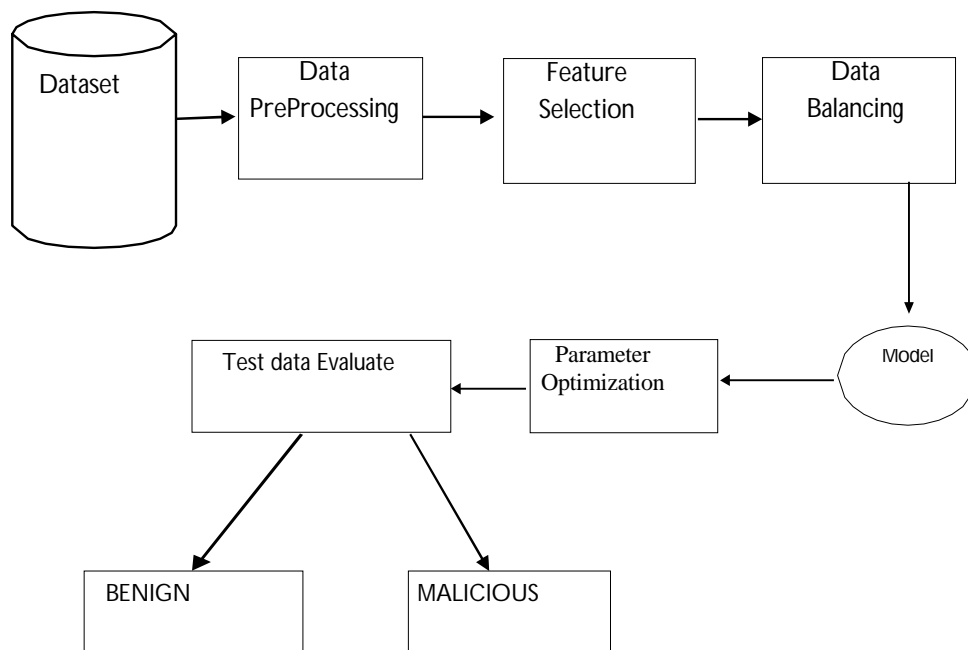 Dataset
Data
PreProcessing
Feature
Selection
Data
Balancing
Model
Parameter
Optimization
Test data Evaluate
BENIGN
MALICIOUS